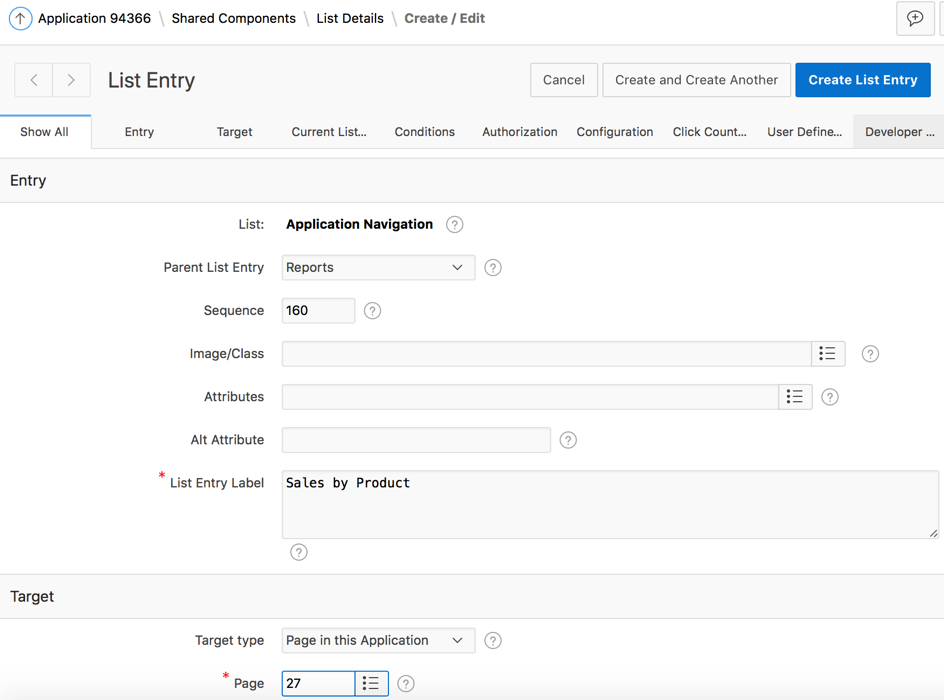 Application 94366 \ Shared Components \ List Details \ Create / Edit
List Entry
Cancel
Create and Create Another
Create List Entry
Show All
Entry
Target
Current List...
Conditions
Authorization
Configuration
Click Count...
User Define...
Developer ...
Entry
List: Application Navigation ?
Parent List Entry Reports ?
Sequence 160 ?
Image/Class ?
Attributes ?
Alt Attribute ?
* List Entry Label Sales by Product
?
Target
Target type Page in this Application ?
* Page 27 ?